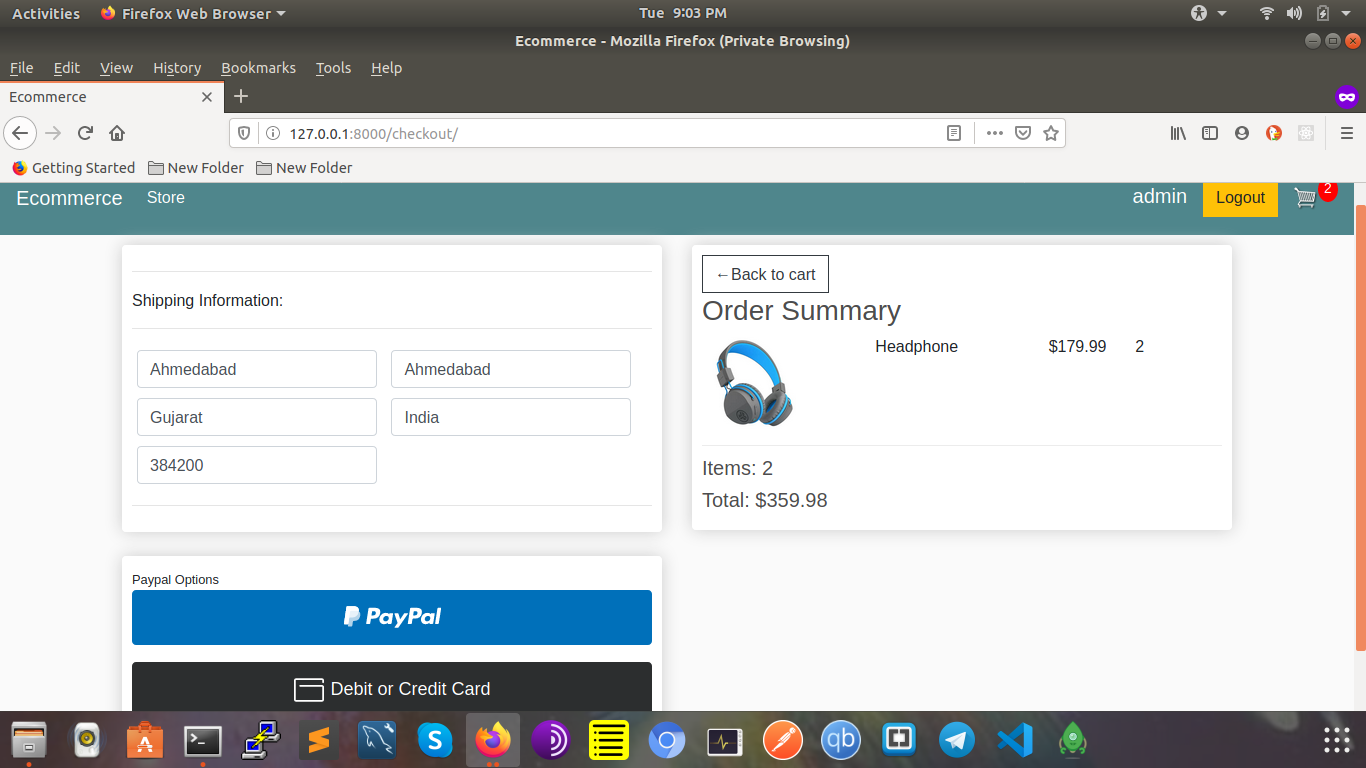 Activities Firefox Web Browser Tue 9:03 PM
Ecommerce - Mozilla Firefox (Private Browsing)
File Edit View History Bookmarks Tools Help
Ecommerce
127.0.0.1:8000/checkout/
Getting Started New Folder New Folder
Ecommerce Store admin Logout 2
Shipping Information:
Ahmedabad Ahmedabad
Gujarat India
384200
Paypal Options
PayPal
Debit or Credit Card
←Back to cart
Order Summary
Headphone $179.99 2
Items: 2
Total: $359.98
S
qb